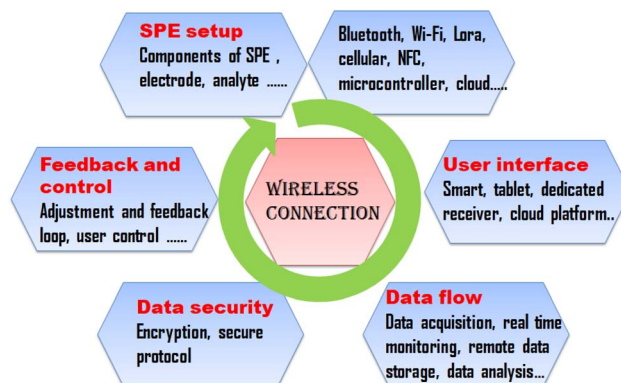 SPE setup
Components of SPE ,
electrode, analyte ......
Bluetooth, Wi-Fi, Lora,
cellular, NFC,
microcontroller, cloud.....
Feedback and
control
Adjustment and feedback
loop, user control ......
WIRELESS
CONNECTION
User interface
Smart, tablet, dedicated
receiver, cloud platform..
Data security
Encryption, secure
protocol
Data flow
Data acquisition, real time
monitoring, remote data
storage, data analysis...